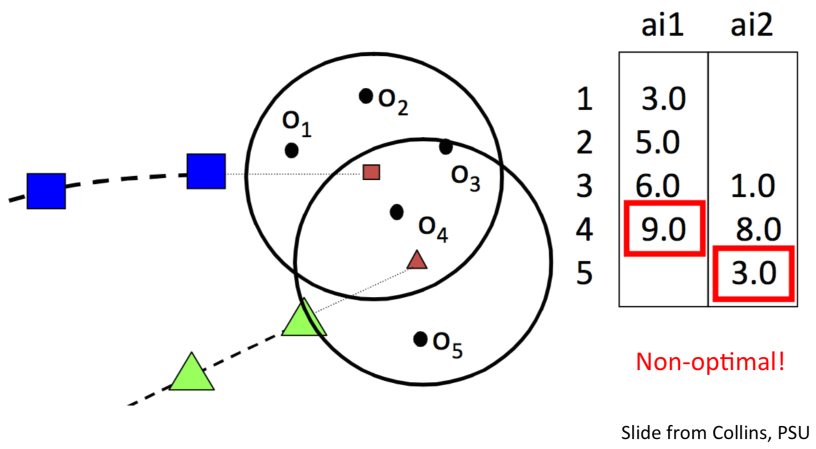 ai1 ai2
1 3.0
2 5.0
3 6.0 1.0
4 9.0 8.0
5 3.0
o1
o2
o3
o4
o5
Non-optimal!
Slide from Collins, PSU